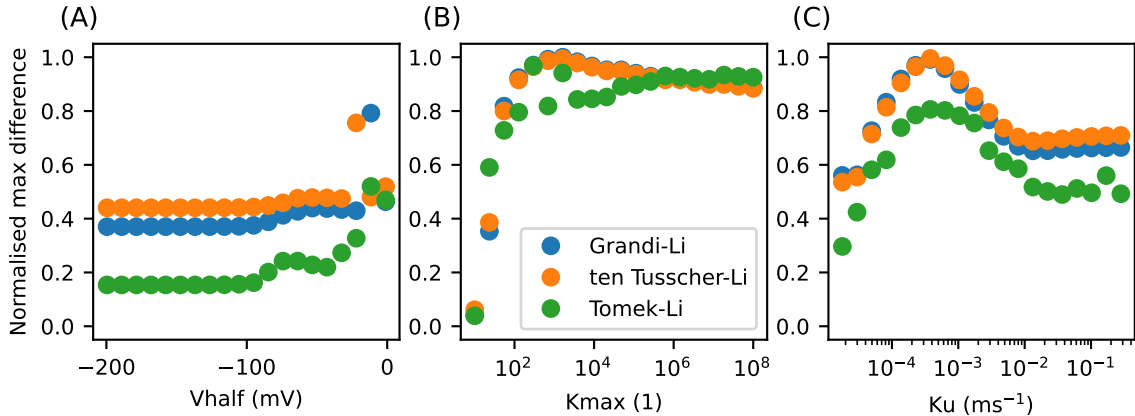 (A)
(B)
(C)
Normalised max difference
1.0
0.8
0.6
0.4
0.2
0.0
−200
−100
0
Vhalf (mV)
1.0
0.8
0.6
0.4
0.2
0.0
10²
10⁴
10⁶
10⁸
Kmax (1)
Grandi-Li
ten Tusscher-Li
Tomek-Li
1.0
0.8
0.6
0.4
0.2
0.0
10⁻⁴
10⁻³
10⁻²
10⁻¹
Ku (ms⁻¹)